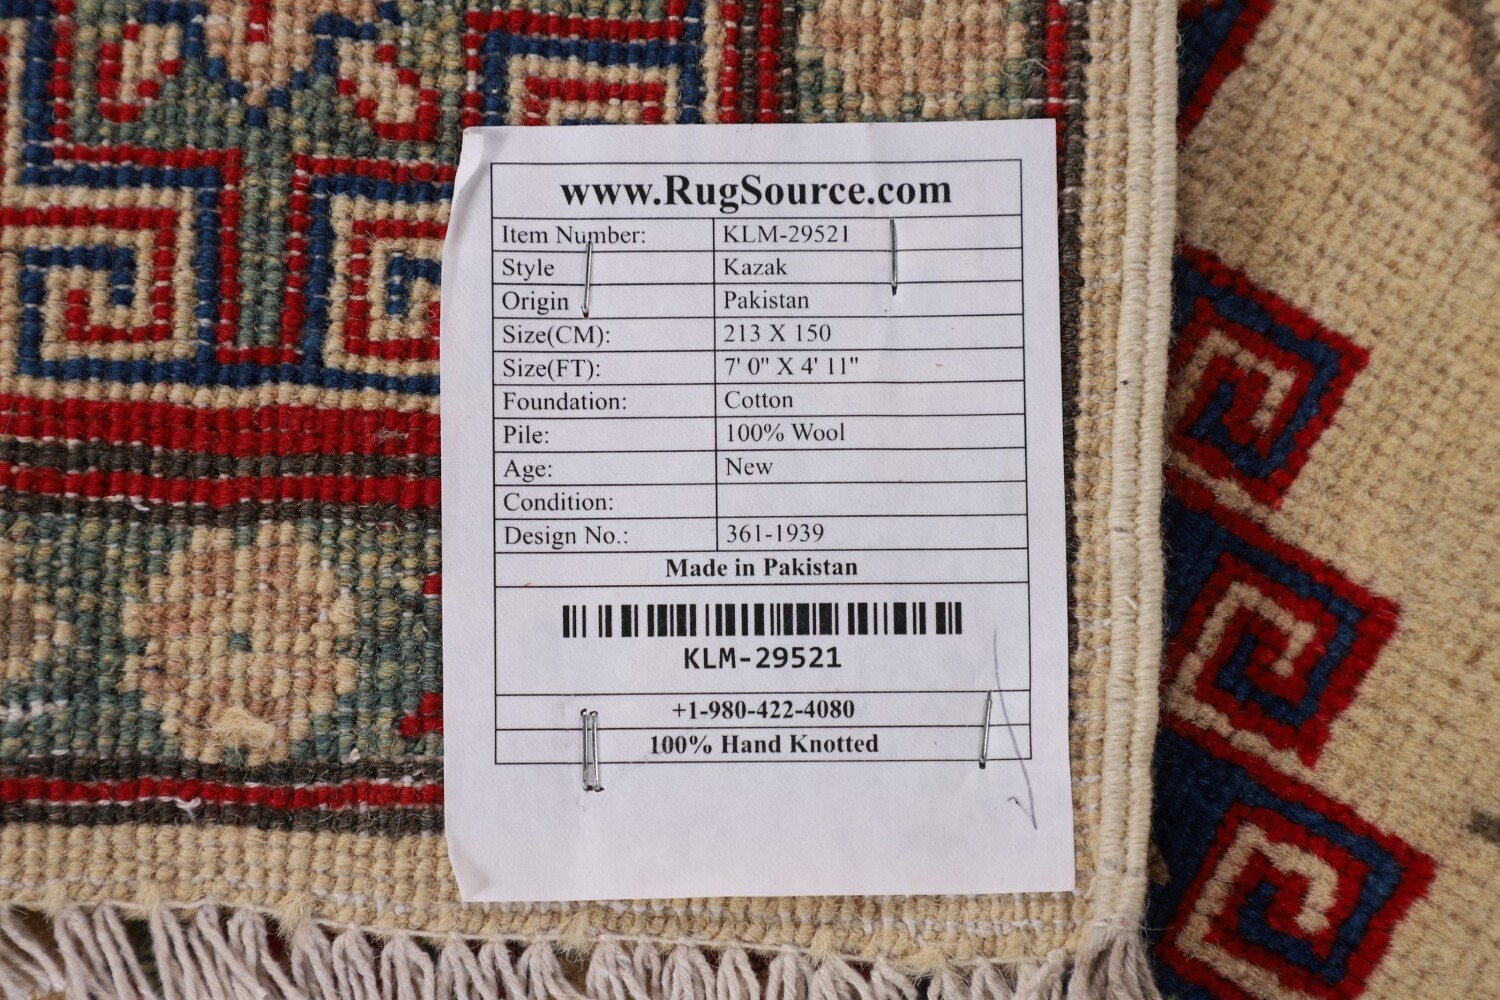 www.RugSource.com
Item Number: KLM-29521
Style Kazak
Origin Pakistan
Size(CM): 213 X 150
Size(FT): 7' 0" X 4' 11"
Foundation: Cotton
Pile: 100% Wool
Age: New
Condition:
Design No.: 361-1939
Made in Pakistan
KLM-29521
+1-980-422-4080
100% Hand Knotted